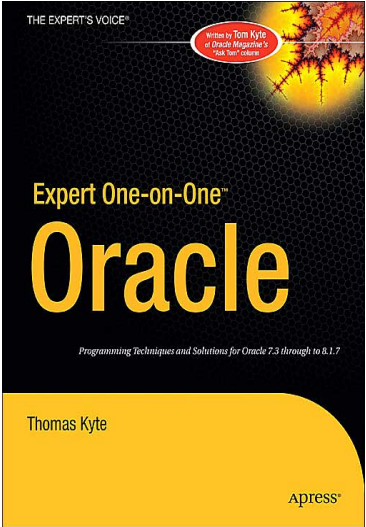 THE EXPERT'S VOICE®
Written by Tom Kyte
of Oracle Magazine's
"Ask Tom" column
Expert One-on-One™
Oracle
Programming Techniques and Solutions for Oracle 7.3 through to 8.1.7
Thomas Kyte
Apress®